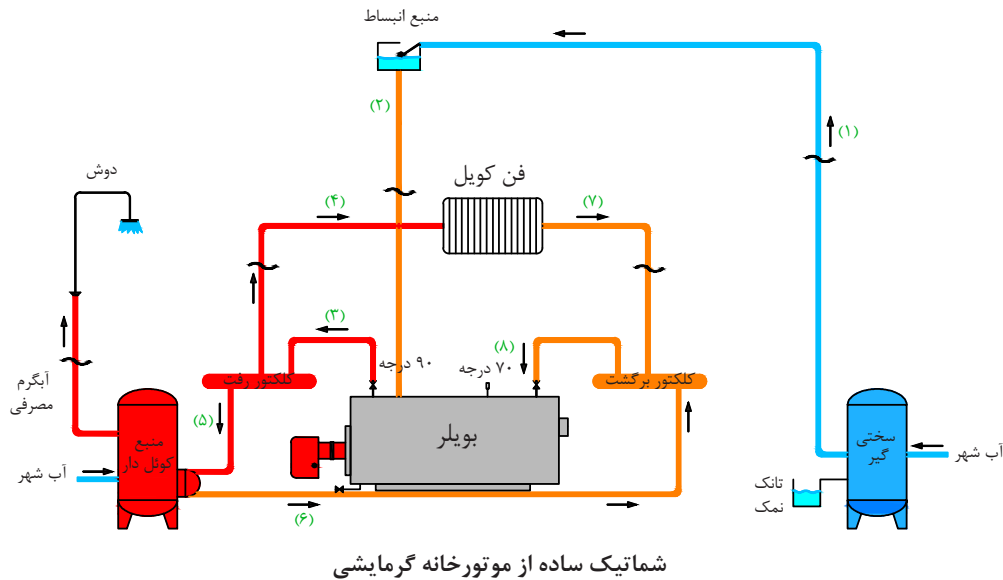 منبع انبساط
(۲)
(۱)
دوش
فن کویل
(۴)
(۷)
(۳)
(۸)
۹۰ درجه
۷۰ درجه
کلکتور رفت
کلکتور برگشت
آبگرم
مصرفی
(۵)
منبع
کوئل دار
بویلر
سختی
گیر
آب شهر
آب شهر
تانک
نمک
(۶)
شماتیک ساده از موتورخانه گرمایشی